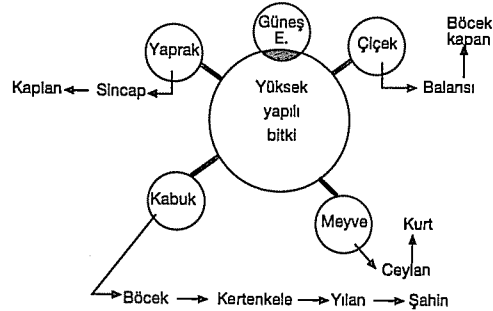 Güneş
E.
Yaprak
Çiçek
Böcek
kapan
Kaplan
Sincap
Balarısı
Yüksek
yapılı
bitki
Kabuk
Meyve
Kurt
Ceylan
Böcek
Kertenkele
Yılan
Şahin